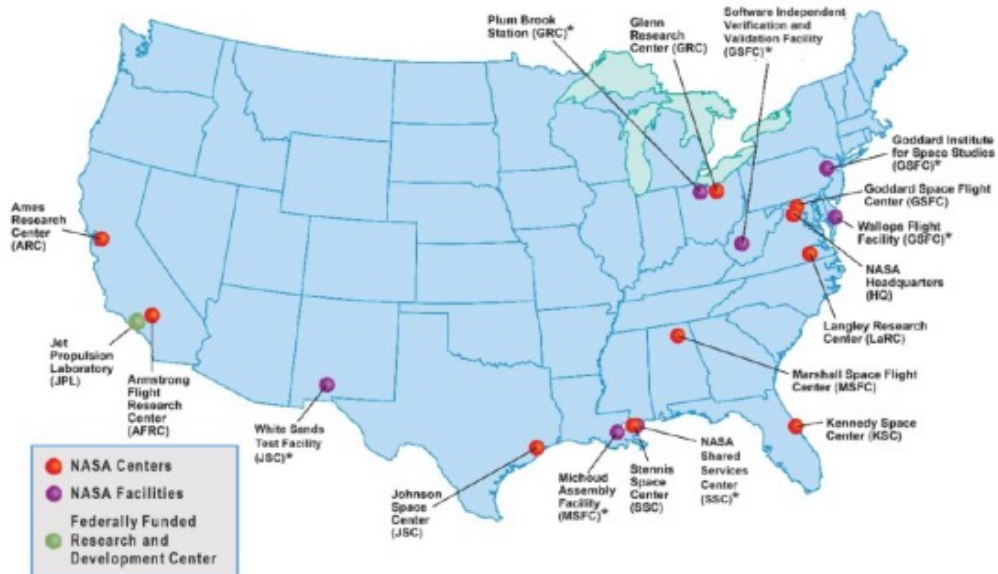 Plum Brook
Station (GRC)*
Glenn
Research
Center (GRC)
Software Independent
Verification and
Validation Facility
(GSFC)*
Goddard Institute
for Space Studies
(GSFC)*
Goddard Space Flight
Center (GSFC)
Wallops Flight
Facility (GSFC)*
NASA
Headquarters
(HQ)
Langley Research
Center (LaRC)
Marshall Space Flight
Center (MSFC)
Kennedy Space
Center (KSC)
Ames
Research
Center
(ARC)
Jet
Propulsion
Laboratory
(JPL)
Armstrong
Flight
Research
Center
(AFRC)
White Sands
Test Facility
(JSC)*
Johnson
Space
Center
(JSC)
Michoud
Assembly
Facility
(MSFC)*
Stennis
Space
Center
(SSC)
NASA
Shared
Services
Center
(SSC)*
NASA Centers
NASA Facilities
Federally Funded
Research and
Development Center